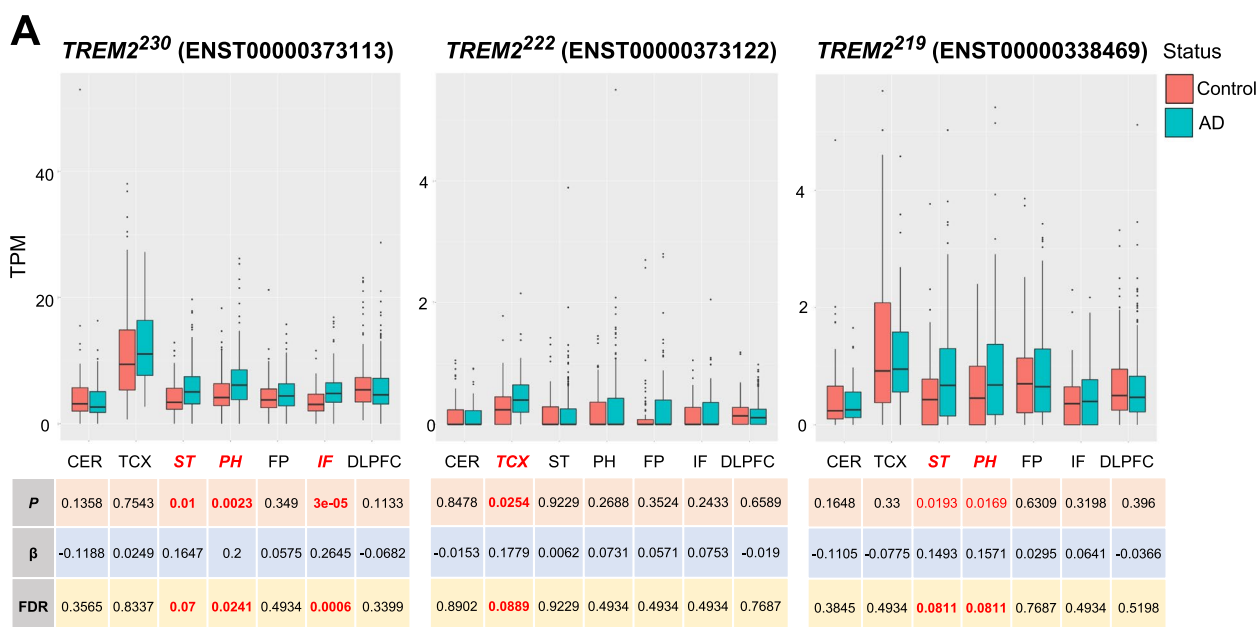 A
TREM2²³⁰ (ENST00000373113)
TREM2²²² (ENST00000373122)
TREM2²¹⁹ (ENST00000338469)
Status
Control
AD
TPM
40
20
0
4
2
0
4
2
0
CER TCX ST PH FP IF DLPFC
CER TCX ST PH FP IF DLPFC
CER TCX ST PH FP IF DLPFC
P 0.1358 0.7543 0.01 0.0023 0.349 3e-05 0.1133 0.8478 0.0254 0.9229 0.2688 0.3524 0.2433 0.6589 0.1648 0.33 0.0193 0.0169 0.6309 0.3198 0.396
β -0.1188 0.0249 0.1647 0.2 0.0575 0.2645 -0.0682 -0.0153 0.1779 0.0062 0.0731 0.0571 0.0753 -0.019 -0.1105 -0.0775 0.1493 0.1571 0.0295 0.0641 -0.0366
FDR 0.3565 0.8337 0.07 0.0241 0.4934 0.0006 0.3399 0.8902 0.0889 0.9229 0.4934 0.4934 0.4934 0.7687 0.3845 0.4934 0.0811 0.0811 0.7687 0.4934 0.5198